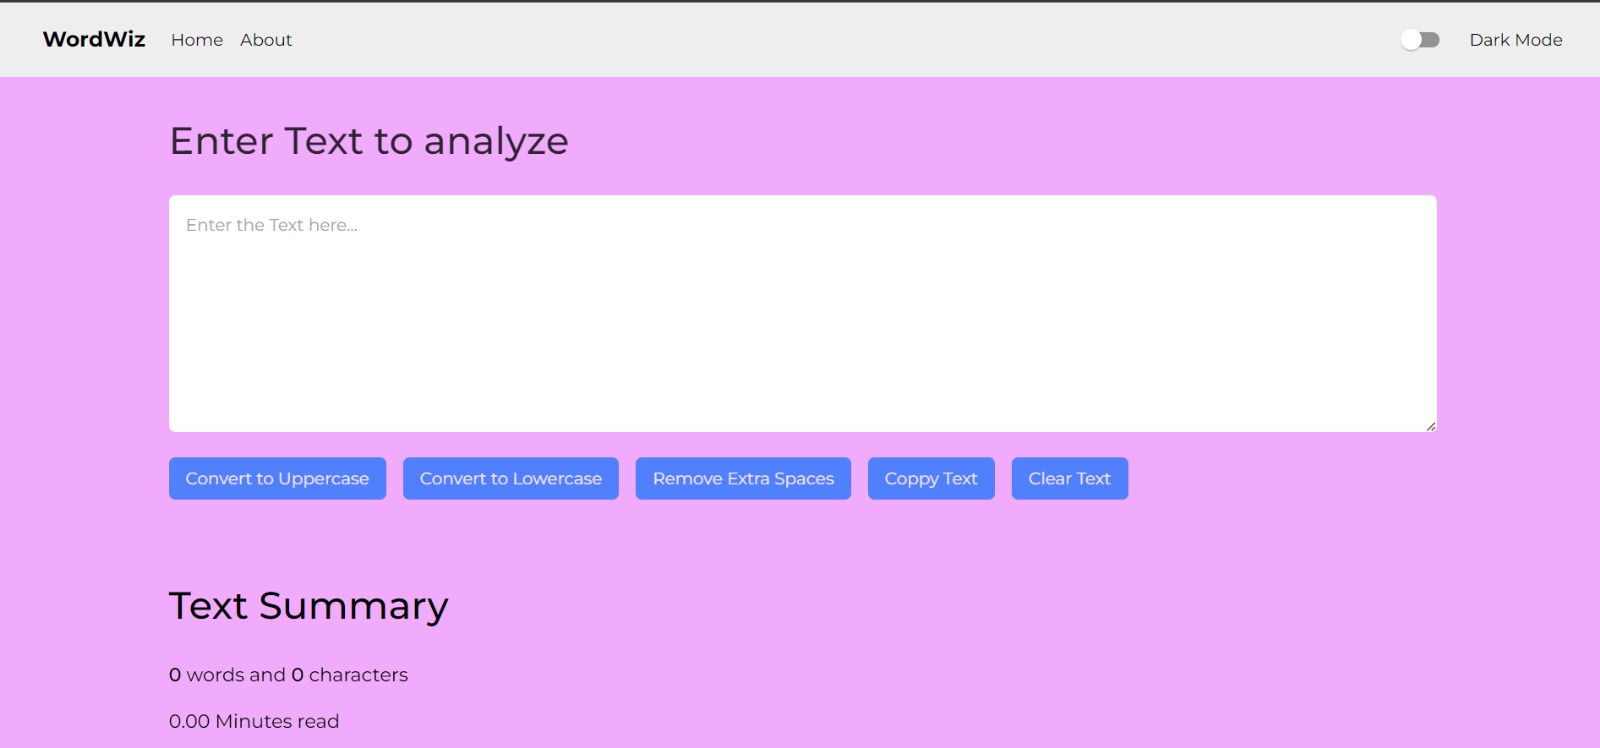 WordWiz Home About Dark Mode
Enter Text to analyze
Enter the Text here...
Convert to Uppercase Convert to Lowercase Remove Extra Spaces Coppy Text Clear Text
Text Summary
0 words and 0 characters
0.00 Minutes read